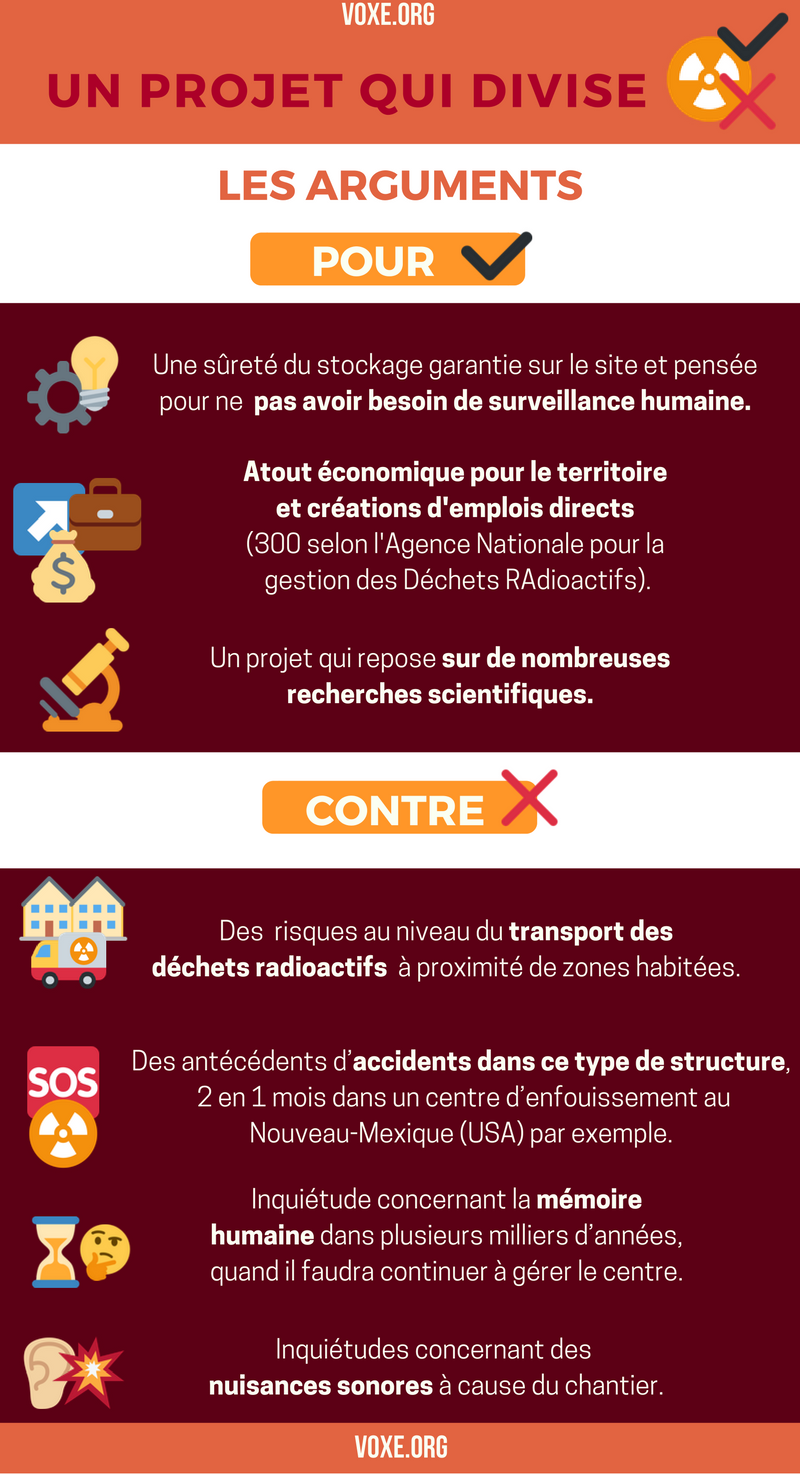 VOXE.ORG
UN PROJET QUI DIVISE
LES ARGUMENTS
POUR
Une sûreté du stockage garantie sur le site et pensée
pour ne pas avoir besoin de surveillance humaine.
Atout économique pour le territoire
et créations d'emplois directs
(300 selon l'Agence Nationale pour la
gestion des Déchets RAdioactifs).
Un projet qui repose sur de nombreuses
recherches scientifiques.
CONTRE
Des risques au niveau du transport des
déchets radioactifs à proximité de zones habitées.
SOS
Des antécédents d’accidents dans ce type de structure,
2 en 1 mois dans un centre d’enfouissement au
Nouveau-Mexique (USA) par exemple.
Inquiétude concernant la mémoire
humaine dans plusieurs milliers d’années,
quand il faudra continuer à gérer le centre.
Inquiétudes concernant des
nuisances sonores à cause du chantier.
VOXE.ORG